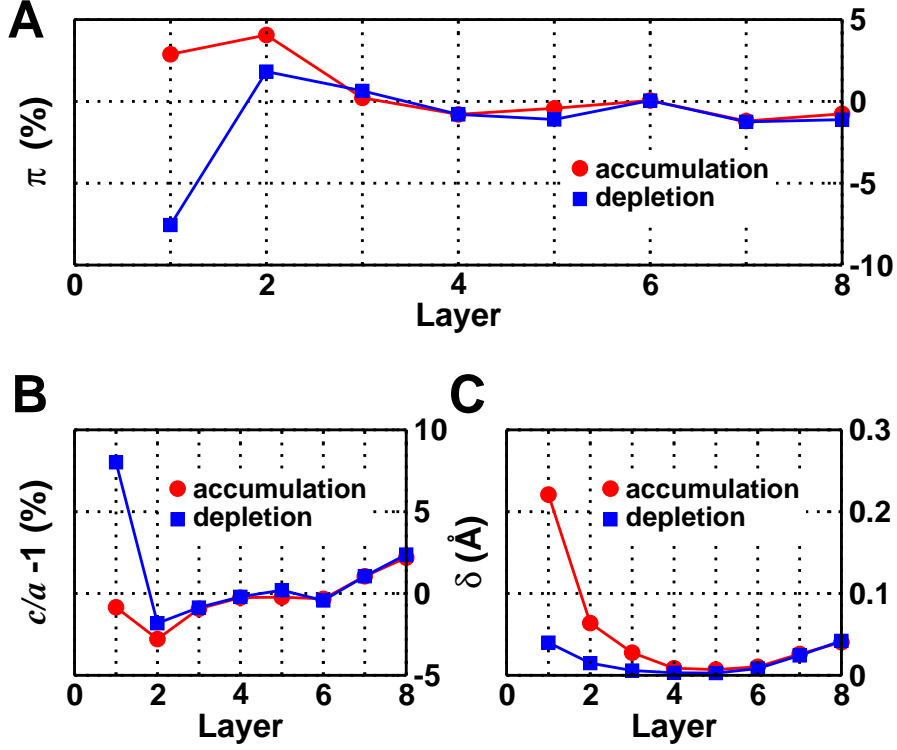 A
π (%)
5
0
-5
-10
accumulation
depletion
0 2 4 6 8
Layer
B
c/a -1 (%)
10
5
0
-5
accumulation
depletion
0 2 4 6 8
Layer
C
δ (Å)
0.3
0.2
0.1
0
accumulation
depletion
0 2 4 6 8
Layer